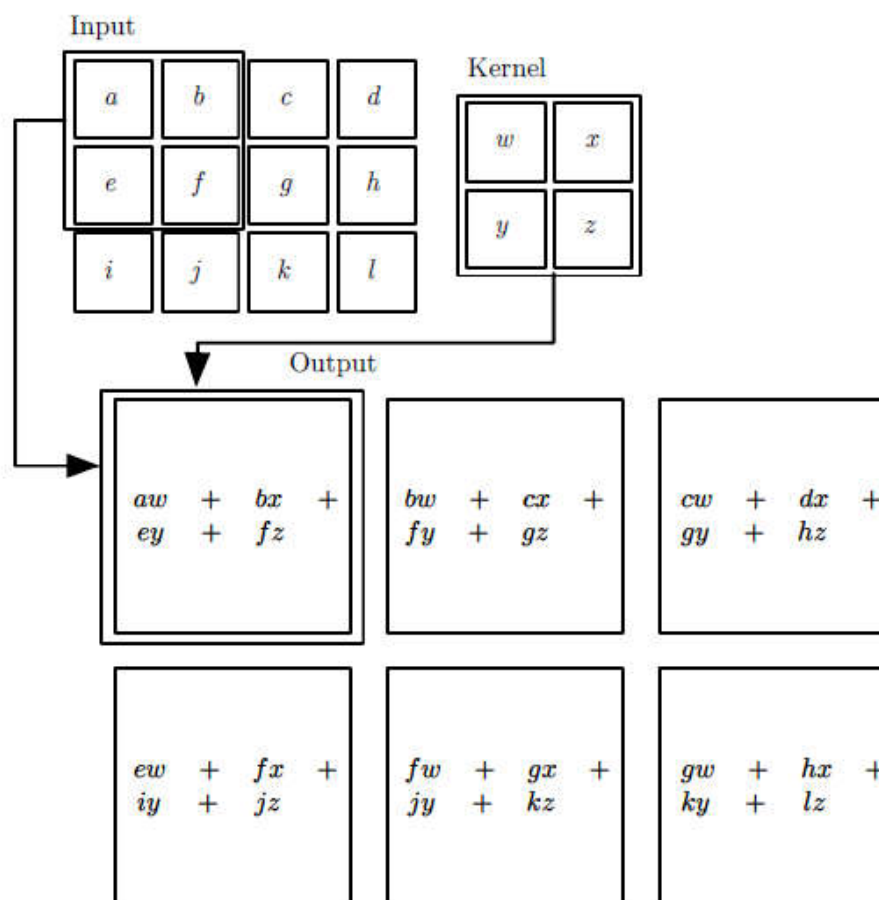 Input
a b c d
e f g h
i j k l
Kernel
w x
y z
Output
aw + bx +
ey + fz
bw + cx +
fy + gz
cw + dx +
gy + hz
ew + fx +
iy + jz
fw + gx +
jy + kz
gw + hx +
ky + lz